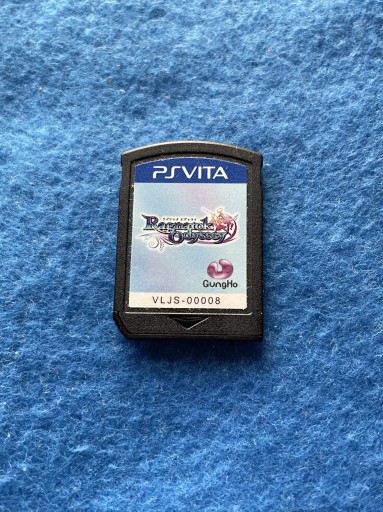 PSVITA
Ragnarok
Odyssey
GungHo
VLJS-00008